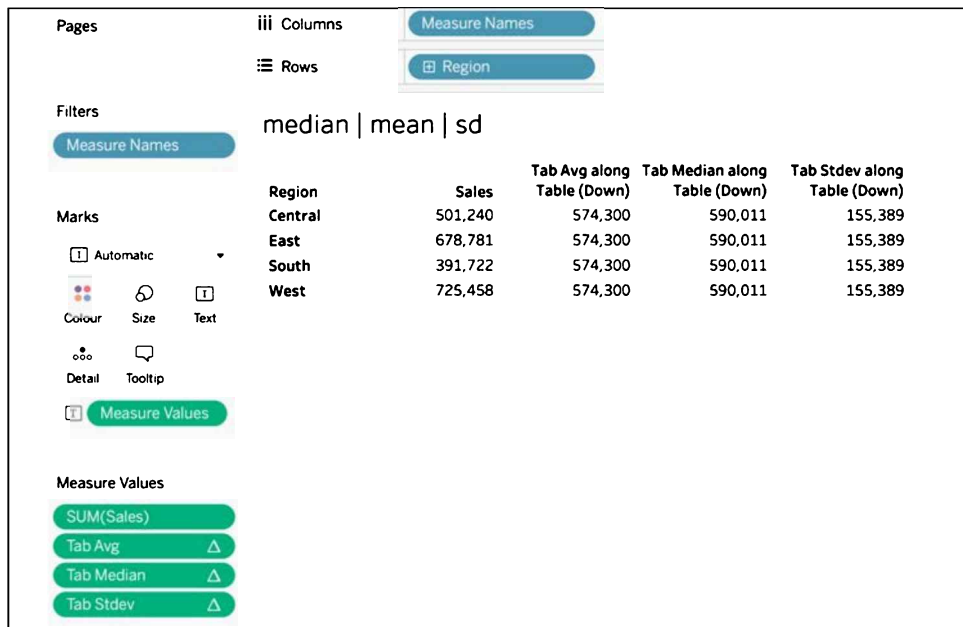 Pages
iii Columns
Measure Names
Rows
Region
Filters
Measure Names
median | mean | sd
Region Sales Tab Avg along Table (Down) Tab Median along Table (Down) Tab Stdev along Table (Down)
Central 501,240 574,300 590,011 155,389
East 678,781 574,300 590,011 155,389
South 391,722 574,300 590,011 155,389
West 725,458 574,300 590,011 155,389
Marks
Automatic
Colour Size Text
Detail Tooltip
Measure Values
Measure Values
SUM(Sales)
Tab Avg
Tab Median
Tab Stdev